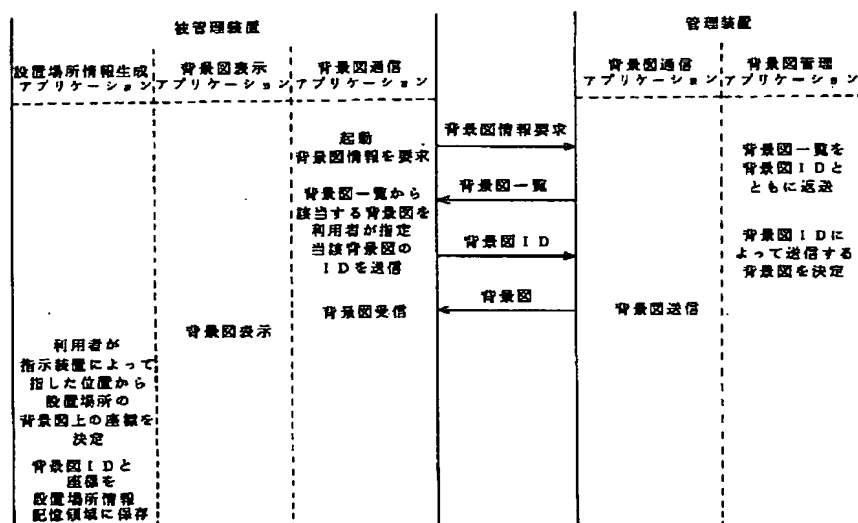 被管理装置
管理装置
設置場所情報生成
アプリケーション
背景図表示
アプリケーション
背景図通信
アプリケーション
背景図通信
アプリケーション
背景図管理
アプリケーション
起動
背景図情報を要求
背景図情報要求
背景図一覧を
背景図IDと
ともに返送
背景図一覧
背景図一覧から
該当する背景図を
利用者が指定
当該背景図の
IDを送信
背景図ID
背景図IDに
よって送信する
背景図を決定
背景図
背景図受信
背景図送信
背景図表示
利用者が
指示装置によって
指した位置から
設置場所の
背景図上の座標を
決定
背景図IDと
座標を
設置場所情報
記憶領域に保存